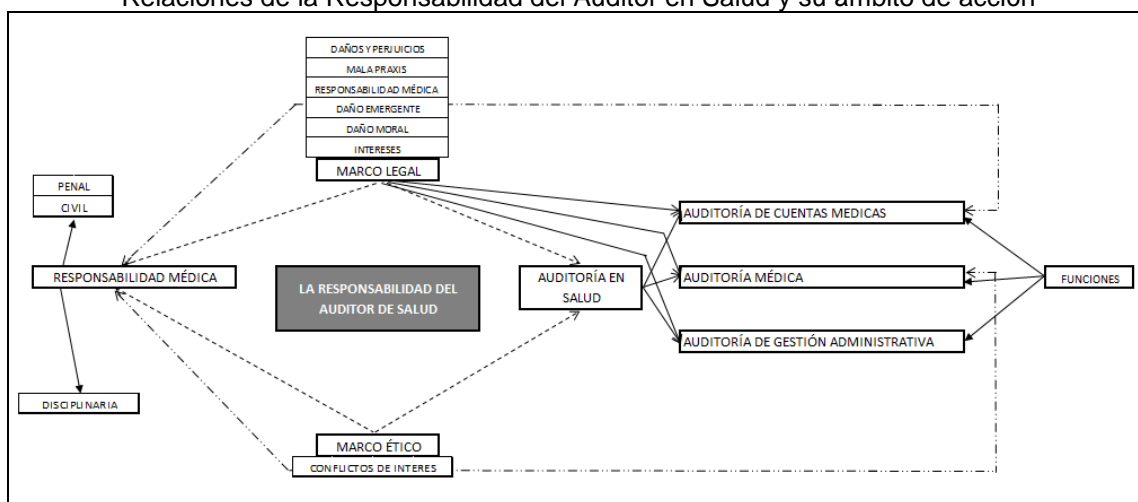 Relaciones de la Responsabilidad del Auditor en Salud y su ámbito de acción
DAÑOS Y PERJUICIOS
MALA PRAXIS
RESPONSABILIDAD MÉDICA
DAÑO EMERGENTE
DAÑO MORAL
INTERESES
MARCO LEGAL
PENAL
CIVIL
RESPONSABILIDAD MÉDICA
DISCIPLINARIA
LA RESPONSABILIDAD DEL
AUDITOR DE SALUD
AUDITORÍA EN
SALUD
AUDITORÍA DE CUENTAS MEDICAS
AUDITORÍA MÉDICA
AUDITORÍA DE GESTIÓN ADMINISTRATIVA
FUNCIONES
MARCO ÉTICO
CONFLICTOS DE INTERES